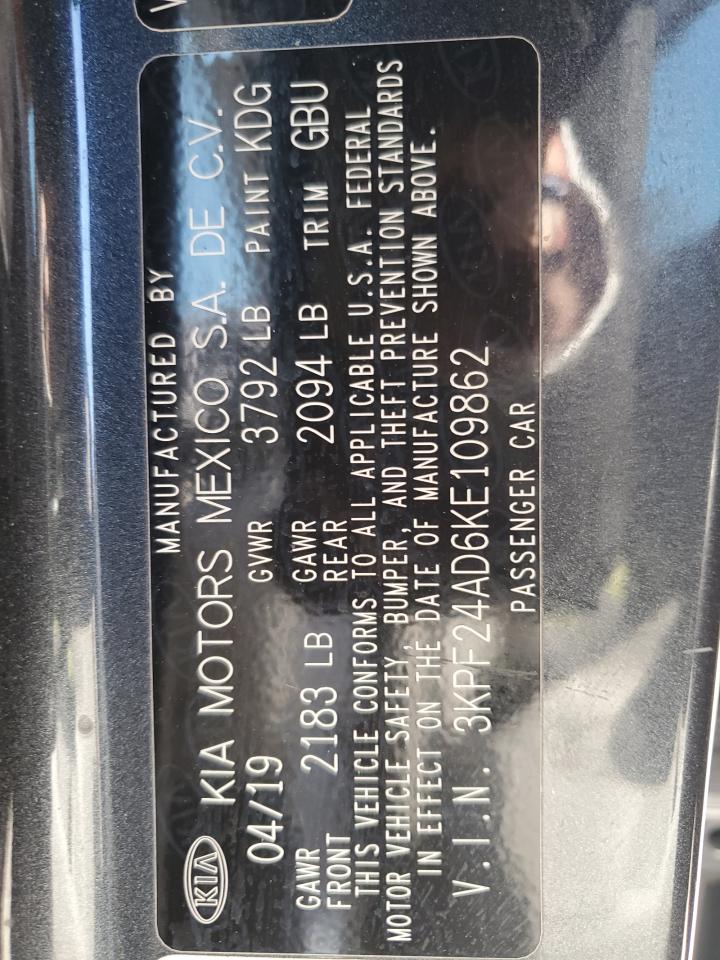 MANUFACTURED BY
KIA KIA MOTORS MEXICO S.A. DE C.V.
04/19 GVWR 3792 LB PAINT KDG
GAWR FRONT 2183 LB GAWR REAR 2094 LB TRIM GBU
THIS VEHICLE CONFORMS TO ALL APPLICABLE U.S.A. FEDERAL
MOTOR VEHICLE SAFETY, BUMPER, AND THEFT PREVENTION STANDARDS
IN EFFECT ON THE DATE OF MANUFACTURE SHOWN ABOVE.
V.I.N. 3KPF24AD6KE109862
PASSENGER CAR